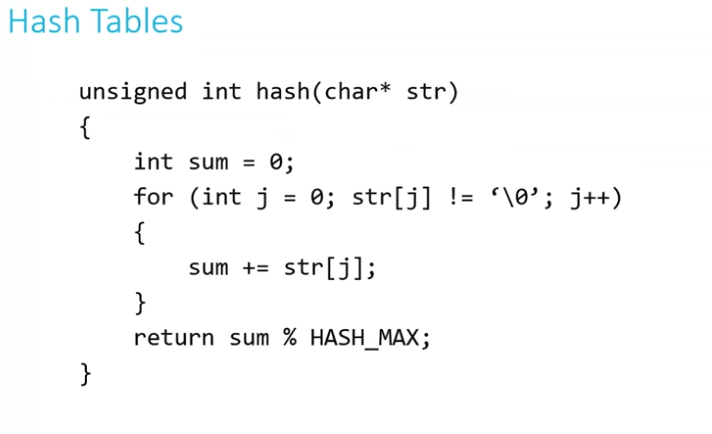 Hash Tables
unsigned int hash(char* str)
{
int sum = 0;
for (int j = 0; str[j] != ‘\0’; j++)
{
sum += str[j];
}
return sum % HASH_MAX;
}